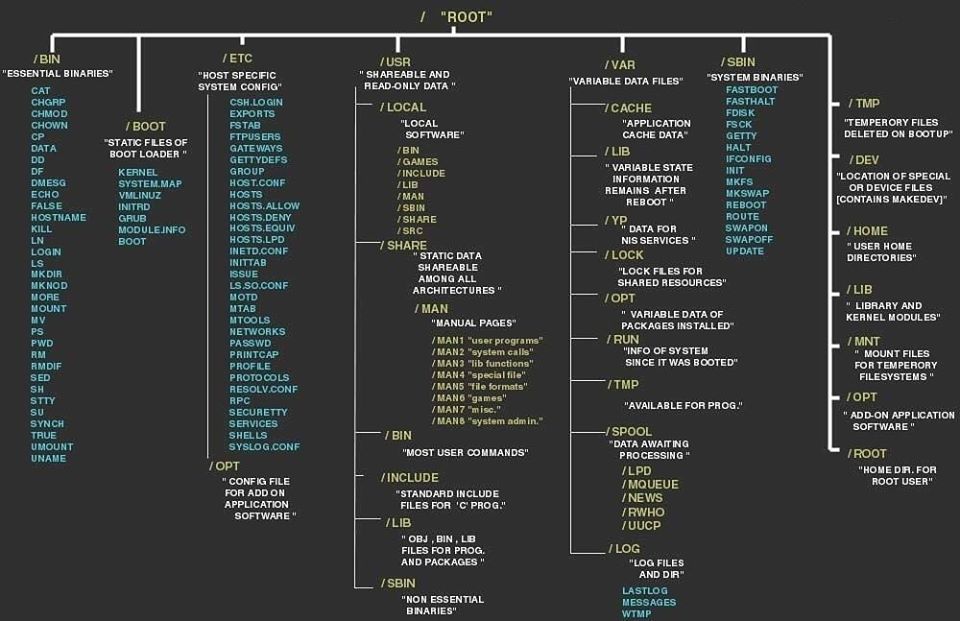 / "ROOT"
/ BIN
"ESSENTIAL BINARIES"
CAT
CHGRP
CHMOD
CHOWN
CP
DATA
DD
DF
DMESG
ECHO
FALSE
HOSTNAME
KILL
LN
LOGIN
LS
MKDIR
MKNOD
MORE
MOUNT
MV
PS
PWD
RM
RMDIF
SED
SH
STTY
SU
SYNCH
TRUE
UMOUNT
UNAME
/ BOOT
"STATIC FILES OF
BOOT LOADER "
KERNEL
SYSTEM.MAP
VMLINUZ
INITRD
GRUB
MODULE.INFO
BOOT
/ ETC
"HOST SPECIFIC
SYSTEM CONFIG"
CSH.LOGIN
EXPORTS
FSTAB
FTPUSERS
GATEWAYS
GETTYDEFS
GROUP
HOST.CONF
HOSTS
HOSTS.ALLOW
HOSTS.DENY
HOSTS.EQUIV
HOSTS.LPD
INETD.CONF
INITTAB
ISSUE
LS.SO.CONF
MOTD
MTAB
MTOOLS
NETWORKS
PASSWD
PRINTCAP
PROFILE
PROTOCOLS
RESOLV.CONF
RPC
SECURETTY
SERVICES
SHELLS
SYSLOG.CONF
/ OPT
" CONFIG FILE
FOR ADD ON
APPLICATION
SOFTWARE "
/ USR
" SHAREABLE AND
READ-ONLY DATA "
/ LOCAL
"LOCAL
SOFTWARE"
/ BIN
/ GAMES
/ INCLUDE
/ LIB
/ MAN
/ SBIN
/ SHARE
/ SRC
/ SHARE
"STATIC DATA
SHAREABLE
AMONG ALL
ARCHITECTURES "
/ MAN
"MANUAL PAGES"
/ MAN1 "user programs"
/ MAN2 "system calls"
/ MAN3 "lib functions"
/ MAN4 "special file"
/ MAN5 "file formats"
/ MAN6 "games"
/ MAN7 "misc."
/ MAN8 "system admin."
/ BIN
"MOST USER COMMANDS"
/ INCLUDE
"STANDARD INCLUDE
FILES FOR 'C' PROG."
/ LIB
" OBJ , BIN , LIB
FILES FOR PROG.
AND PACKAGES "
/ SBIN
"NON ESSENTIAL
BINARIES"
/ VAR
"VARIABLE DATA FILES"
/ CACHE
"APPLICATION
CACHE DATA"
/ LIB
" VARIABLE STATE
INFORMATION
REMAINS AFTER
REBOOT "
/ YP
" DATA FOR
NIS SERVICES "
/ LOCK
"LOCK FILES FOR
SHARED RESOURCES"
/ OPT
" VARIABLE DATA OF
PACKAGES INSTALLED"
/ RUN
"INFO OF SYSTEM
SINCE IT WAS BOOTED"
/ TMP
"AVAILABLE FOR PROG."
/ SPOOL
"DATA AWAITING
PROCESSING "
/ LPD
/ MQUEUE
/ NEWS
/ RWHO
/ UUCP
/ LOG
"LOG FILES
AND DIR"
LASTLOG
MESSAGES
WTMP
/ SBIN
"SYSTEM BINARIES"
FASTBOOT
FASTHALT
FDISK
FSCK
GETTY
HALT
IFCONFIG
INIT
MKFS
MKSWAP
REBOOT
ROUTE
SWAPON
SWAPOFF
UPDATE
/ TMP
"TEMPERORY FILES
DELETED ON BOOTUP"
/ DEV
"LOCATION OF SPECIAL
OR DEVICE FILES
[CONTAINS MAKEDEV]"
/ HOME
" USER HOME
DIRECTORIES"
/ LIB
" LIBRARY AND
KERNEL MODULES"
/ MNT
" MOUNT FILES
FOR TEMPERORY
FILESYSTEMS "
/ OPT
"ADD-ON APPLICATION
SOFTWARE "
/ ROOT
"HOME DIR. FOR
ROOT USER"